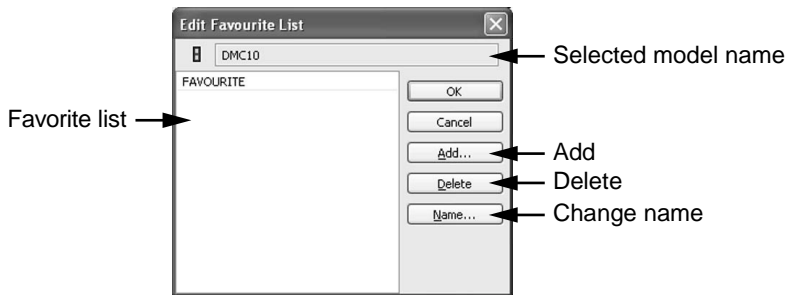 Edit Favourite List
DMC10
Selected model name
FAVOURITE
OK
Favorite list
Cancel
Add...
Add
Delete
Delete
Name...
Change name